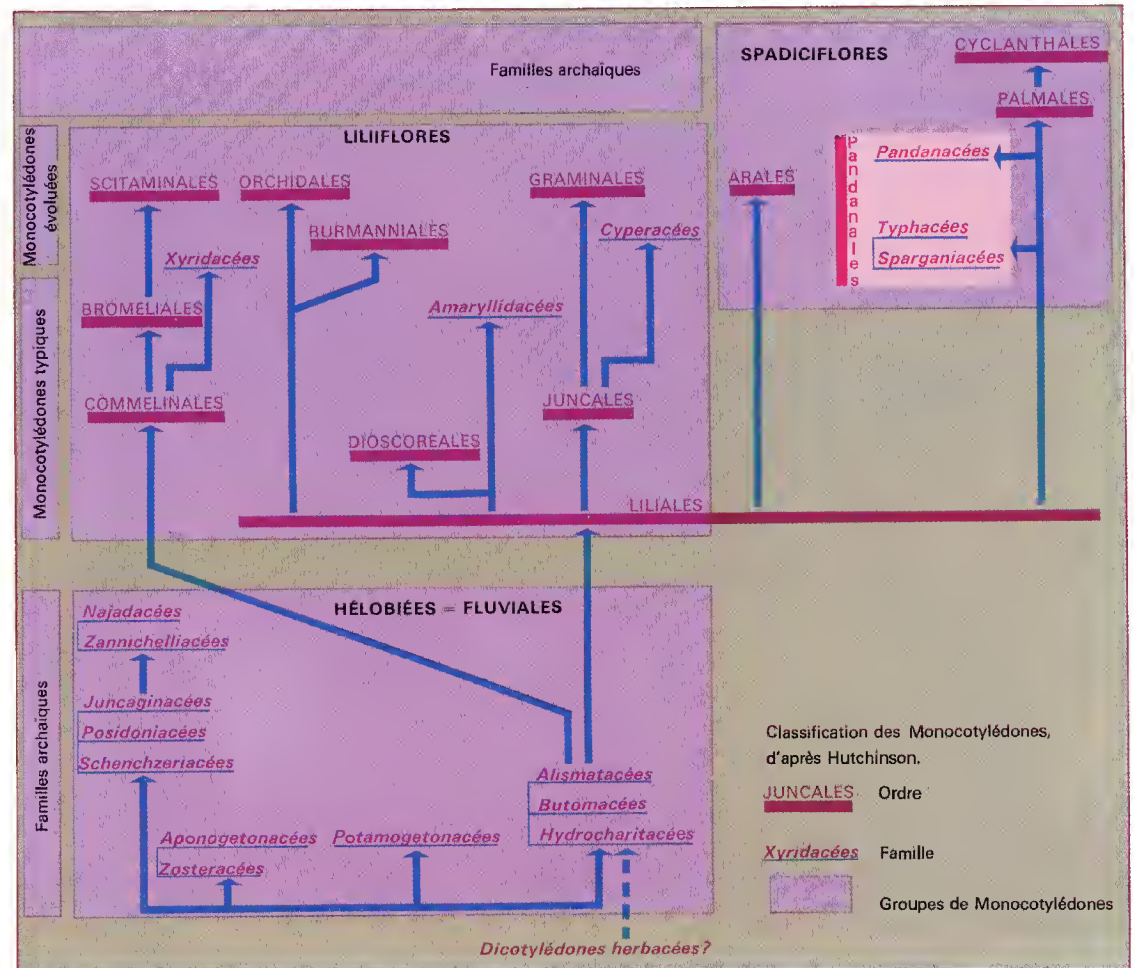 Familles archaïques
SPADICIFLORES
CYCLANTHALES
PALMALES
Pandanales
Pandanacées
ARALES
Typhacées
Sparganiacées
Monocotylédones
évoluées
LILIIFLORES
SCITAMINALES
ORCHIDALES
GRAMINALES
BURMANNIALES
Cyperacées
Xyridacées
Monocotylédones typiques
BROMELIALES
Amaryllidacées
COMMELINALES
JUNCALES
DIOSCOREALES
LILIALES
Familles archaïques
HÉLOBIÉES = FLUVIALES
Najadacées
Zannichelliacées
Juncaginacées
Posidoniacées
Schenchzeriacées
Alismatacées
Butomacées
Hydrocharitacées
Aponogetonacées
Zosteracées
Potamogetonacées
Dicotylédones herbacées?
Classification des Monocotylédones,
d'après Hutchinson.
JUNCALES Ordre
Xyridacées Famille
Groupes de Monocotylédones